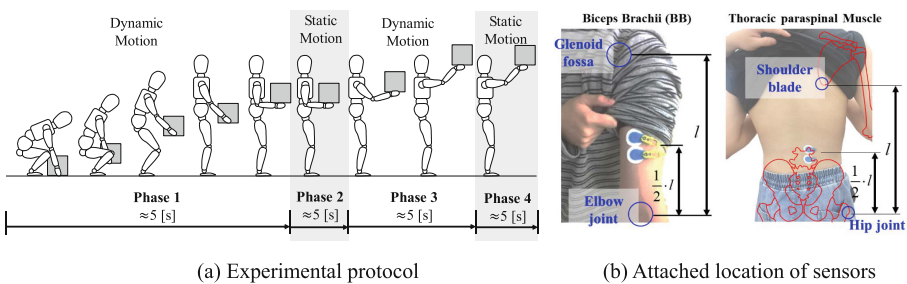 Dynamic
Motion
Static
Motion
Dynamic
Motion
Static
Motion
Phase 1
≈5 [s]
Phase 2
≈5 [s]
Phase 3
≈5 [s]
Phase 4
≈5 [s]
(a) Experimental protocol
Biceps Brachii (BB)
Glenoid
fossa
l
1/2 · l
Elbow
joint
Thoracic paraspinal Muscle
Shoulder
blade
l
1/2 · l
Hip joint
(b) Attached location of sensors